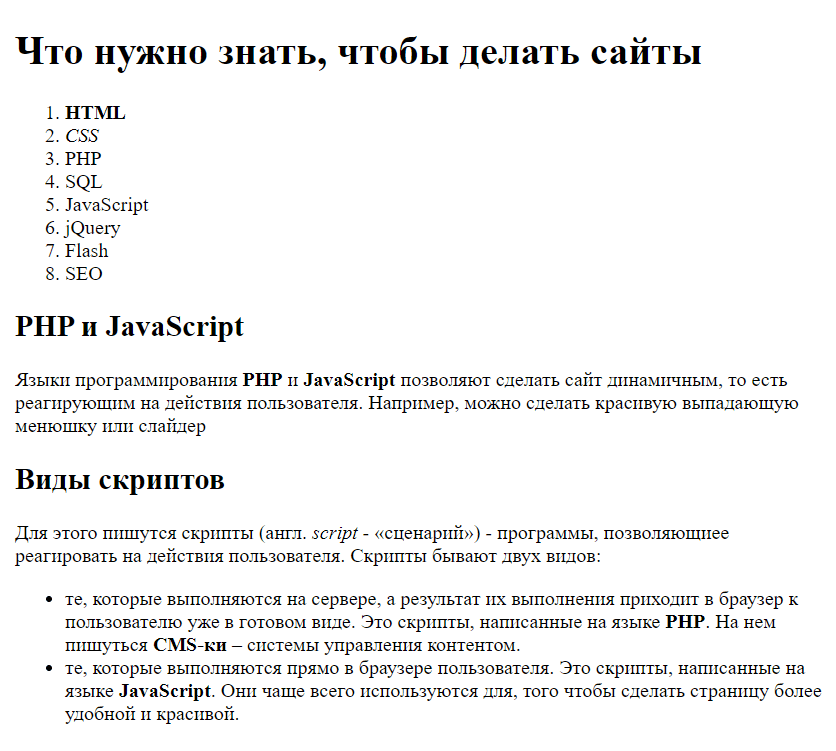 Что нужно знать, чтобы делать сайты
1. HTML
2. CSS
3. PHP
4. SQL
5. JavaScript
6. jQuery
7. Flash
8. SEO
PHP и JavaScript
Языки программирования PHP и JavaScript позволяют сделать сайт динамичным, то есть
реагирующим на действия пользователя. Например, можно сделать красивую выпадающую
менюшку или слайдер
Виды скриптов
Для этого пишутся скрипты (англ. script - «сценарий») - программы, позволяющиее
реагировать на действия пользователя. Скрипты бывают двух видов:
• те, которые выполняются на сервере, а результат их выполнения приходит в браузер к
пользователю уже в готовом виде. Это скрипты, написанные на языке PHP. На нем
пишуться CMS-ки – системы управления контентом.
• те, которые выполняются прямо в браузере пользователя. Это скрипты, написанные на
языке JavaScript. Они чаще всего используются для, того чтобы сделать страницу более
удобной и красивой.